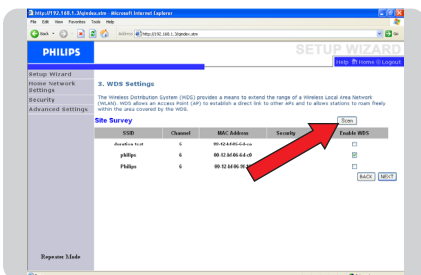 http://192.168.1.3/apindex.stm - Microsoft Internet Explorer
File Edit View Favorites Tools Help
Back
Address http://192.168.1.3/apindex.stm Go
PHILIPS
SETUP WIZARD
Help Home Logout
Setup Wizard
Home Network Settings
Security
Advanced Settings
3. WDS Settings
The Wireless Distribution System (WDS) provides a means to extend the range of a Wireless Local Area Network
(WLAN). WDS allows an Access Point (AP) to establish a direct link to other APs and allows stations to roam freely
within the area covered by the WDS.
Site Survey
Scan
SSID Channel MAC Address Security Enable WDS
duration test 6
philips 6
Philips 6
BACK NEXT
Repeater Mode